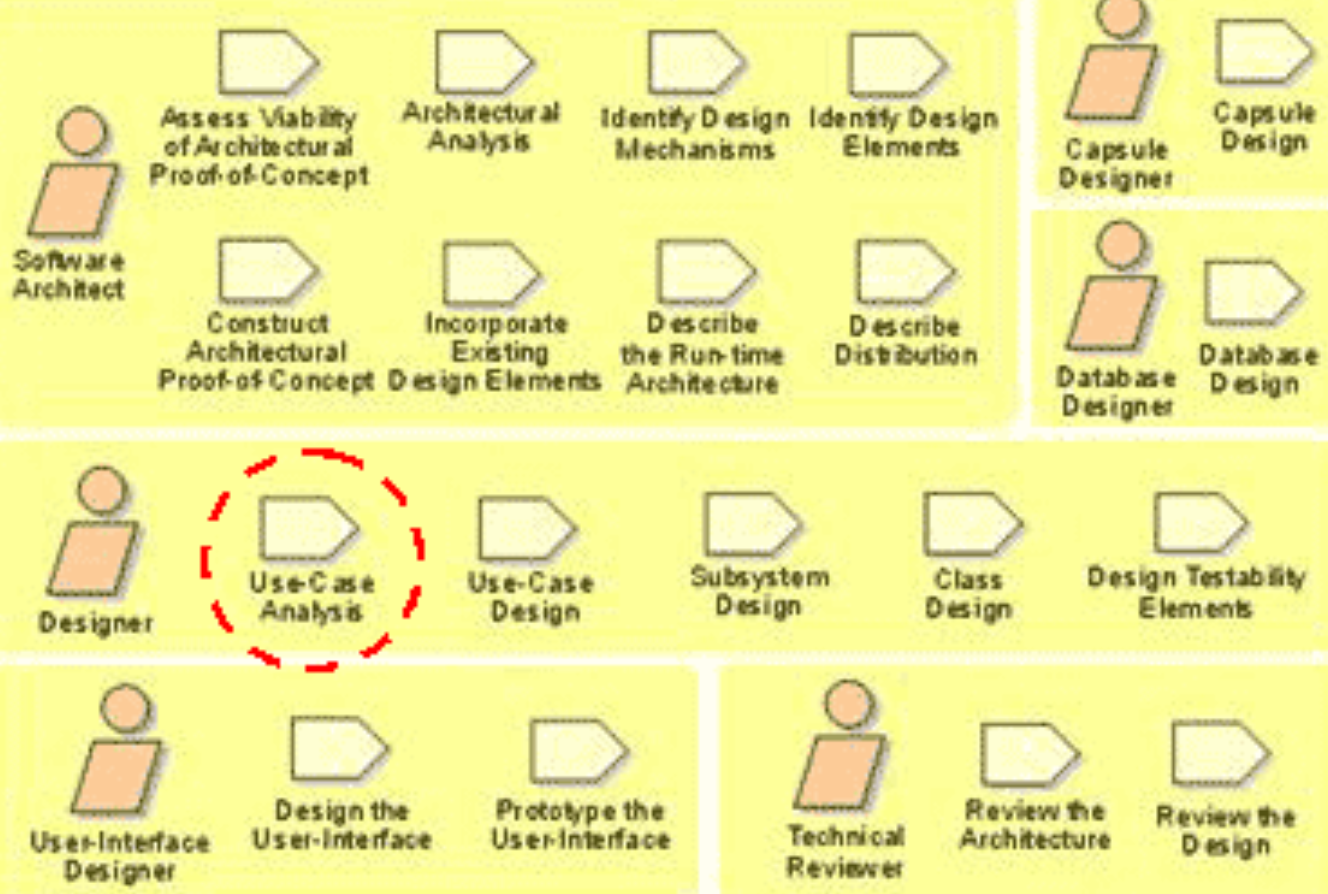 Assess Viability
of Architectural
Proof-of-Concept
Architectural
Analysis
Identify Design
Mechanisms
Identify Design
Elements
Software
Architect
Construct
Architectural
Proof-of-Concept
Incorporate
Existing
Design Elements
Describe
the Run-time
Architecture
Describe
Distribution
Capsule
Designer
Capsule
Design
Database
Designer
Database
Design
Designer
Use-Case
Analysis
Use-Case
Design
Subsystem
Design
Class
Design
Design Testability
Elements
User-Interface
Designer
Design the
User-Interface
Prototype the
User-Interface
Technical
Reviewer
Review the
Architecture
Review the
Design